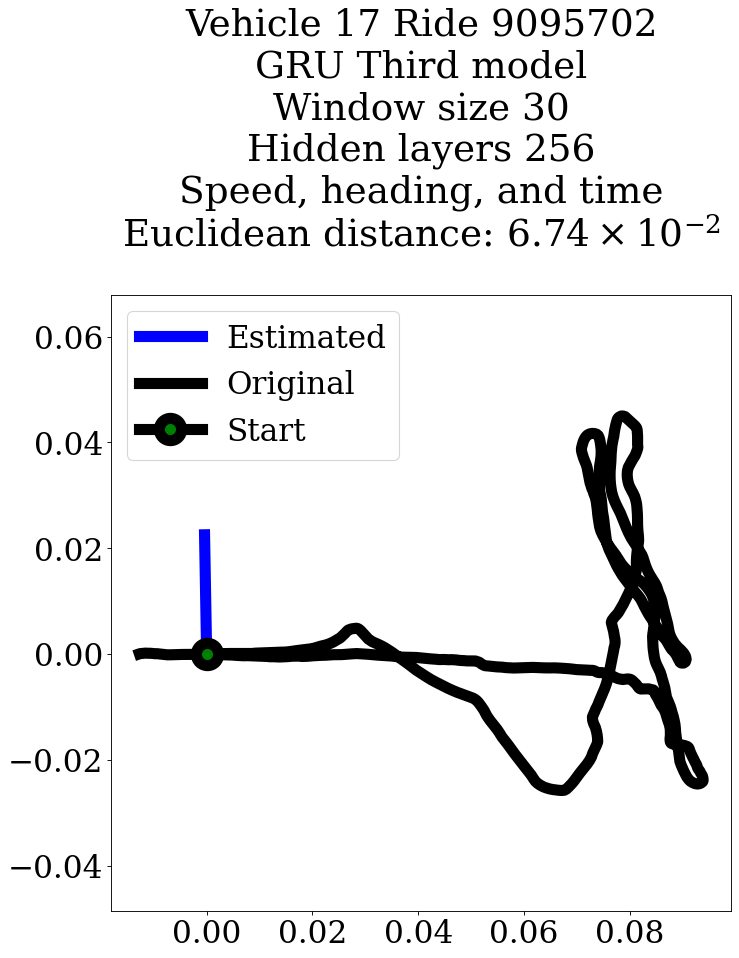 Vehicle 17 Ride 9095702
GRU Third model
Window size 30
Hidden layers 256
Speed, heading, and time
Euclidean distance: 6.74 × 10⁻²
Estimated
Original
Start
0.06
0.04
0.02
0.00
−0.02
−0.04
0.00 0.02 0.04 0.06 0.08